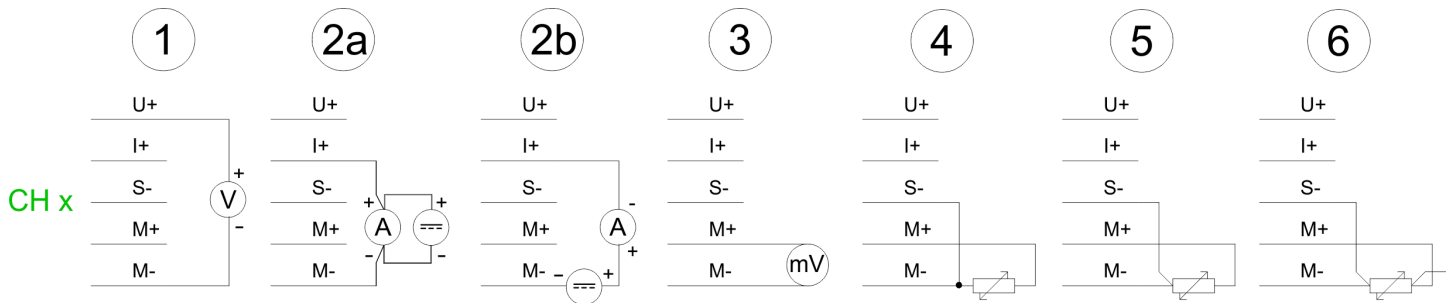 1 2a 2b 3 4 5 6
U+ U+ U+ U+ U+ U+ U+
I+ I+ I+ I+ I+ I+ I+
+
CH x S- V S- S- S- S- S- S-
- + + -
M+ M+ A M+ A M+ M+ M+ M+
- - +
M- M- M- - + M- mV M- M- M-